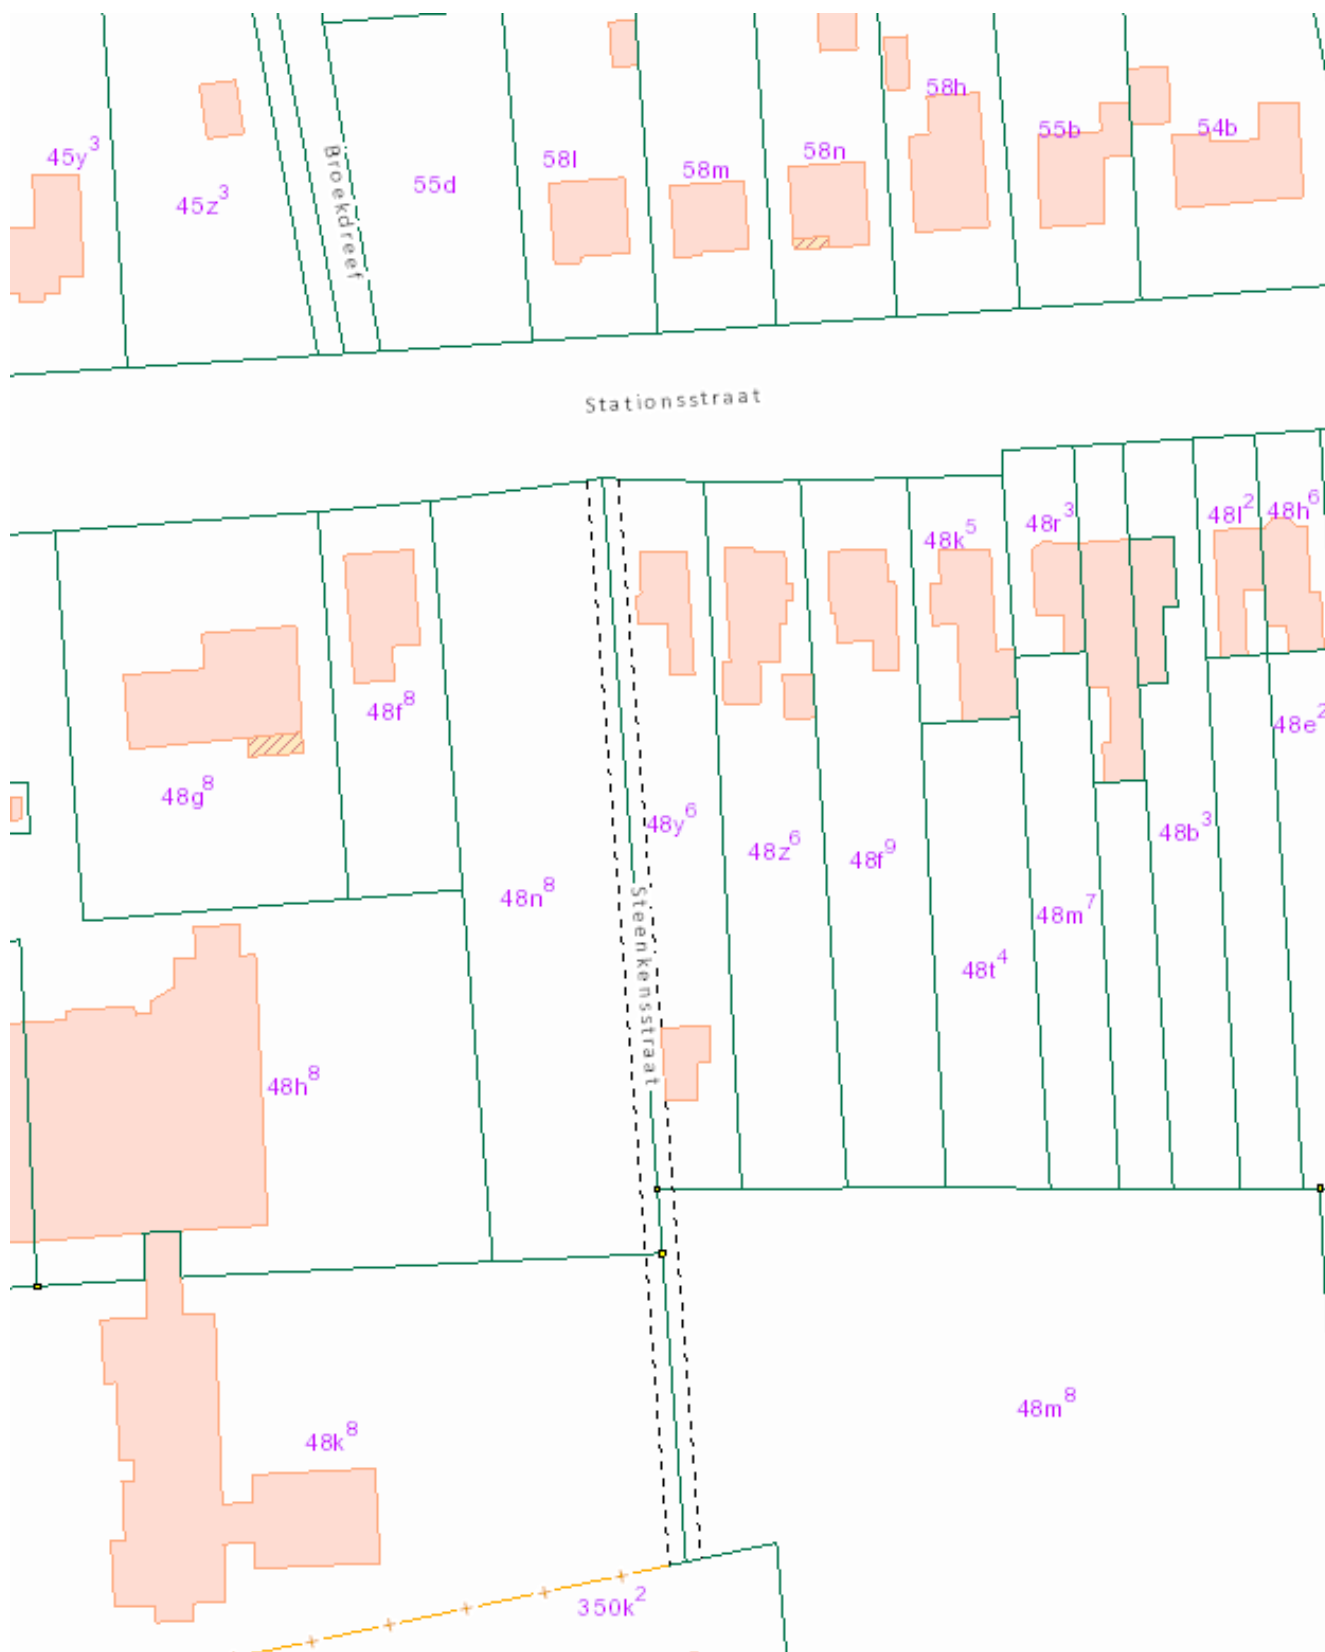 58h
55b
54b
45y³
58l
58m
58n
45z³
Broekdreef
55d
Stationsstraat
48k⁵
48r³
48l²
48h⁶
48f⁸
48e²
48g⁸
48y⁶
48z⁶
48f⁹
48b³
48n⁸
48m⁷
48t⁴
Steenkensstraat
48h⁸
48m⁸
48k⁸
350k²